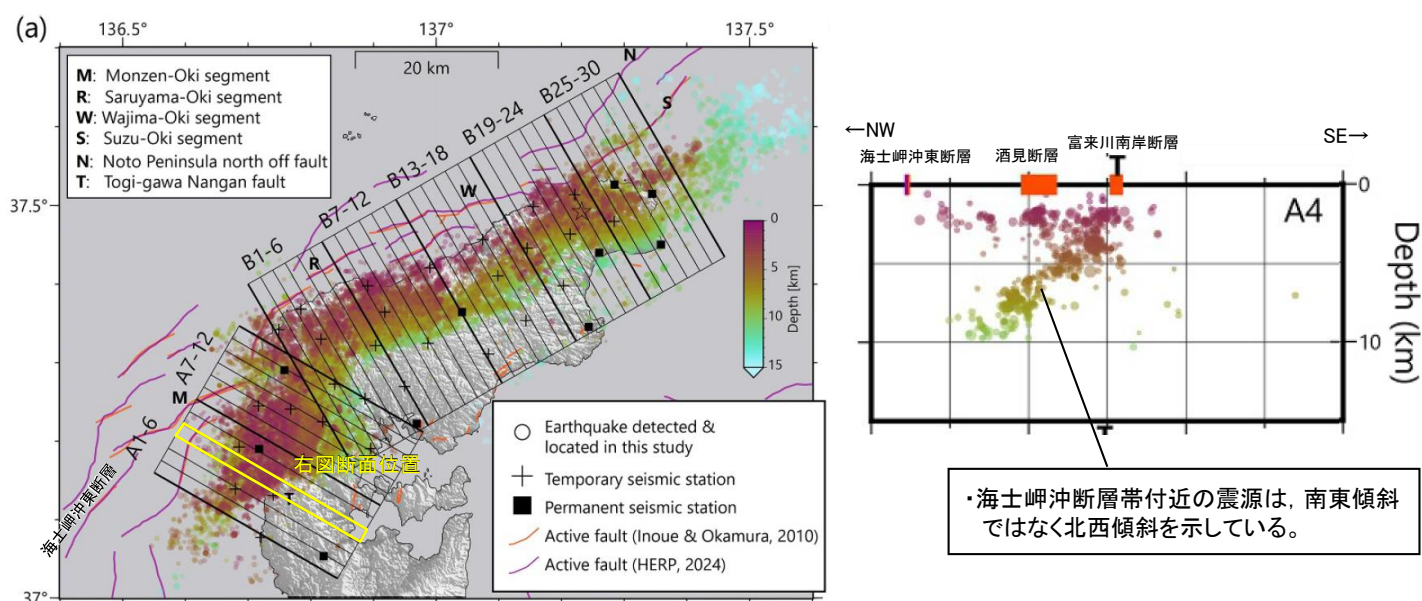 (a)
136.5°
137°
137.5°
20 km
M: Monzen-Oki segment
R: Saruyama-Oki segment
W: Wajima-Oki segment
S: Suzu-Oki segment
N: Noto Peninsula north off fault
T: Togi-gawa Nangan fault
N
S
B25-30
B19-24
B13-18
W
B7-12
R
B1-6
37.5°
0
5
10
15
Depth [km]
A7-12
M
A1-6
海士岬沖東断層
右図断面位置
T
Earthquake detected &
located in this study
Temporary seismic station
Permanent seismic station
Active fault (Inoue & Okamura, 2010)
Active fault (HERP, 2024)
37°
←NW
SE→
海士岬沖東断層
酒見断層
富来川南岸断層
T
A4
0
10
Depth (km)
・海士岬沖断層帯付近の震源は，南東傾斜
ではなく北西傾斜を示している。